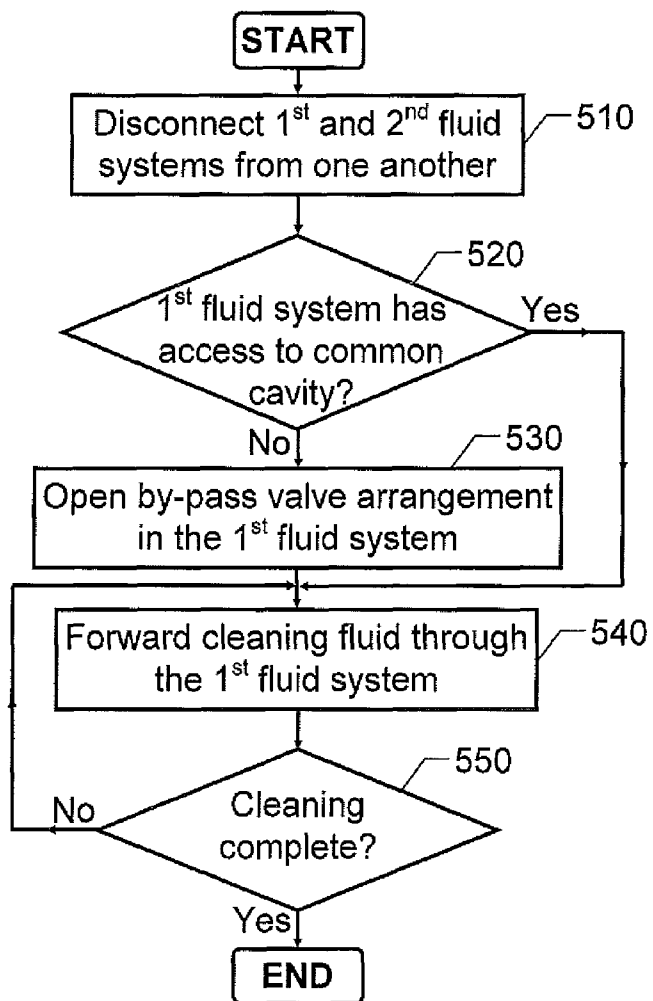 START
Disconnect 1st and 2nd fluid
systems from one another
510
520
1st fluid system has
access to common
cavity?
Yes
No
530
Open by-pass valve arrangement
in the 1st fluid system
Forward cleaning fluid through
the 1st fluid system
540
550
Cleaning
complete?
No
Yes
END